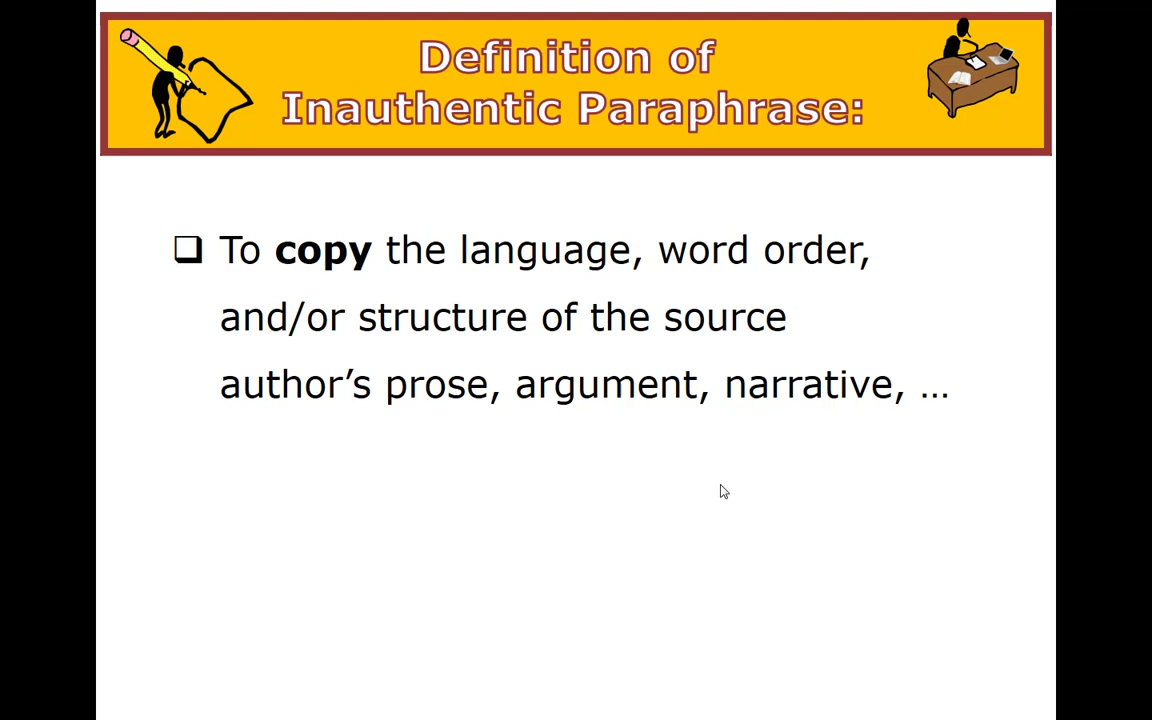 Definition of
Inauthentic Paraphrase:
❑ To copy the language, word order,
and/or structure of the source
author’s prose, argument, narrative, …